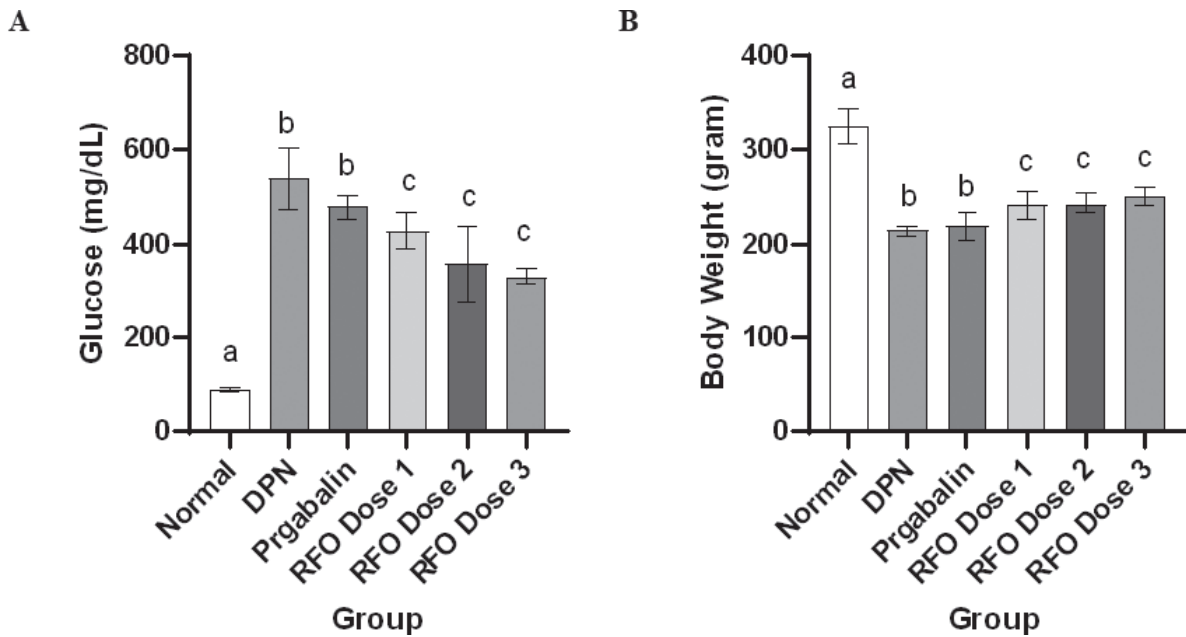 A
800
600
400
200
0
Glucose (mg/dL)
a
b
b
c
c
c
Normal
DPN
Prgabalin
RFO Dose 1
RFO Dose 2
RFO Dose 3
Group
B
400
300
200
100
0
Body Weight (gram)
a
b
b
c
c
c
Normal
DPN
Prgabalin
RFO Dose 1
RFO Dose 2
RFO Dose 3
Group